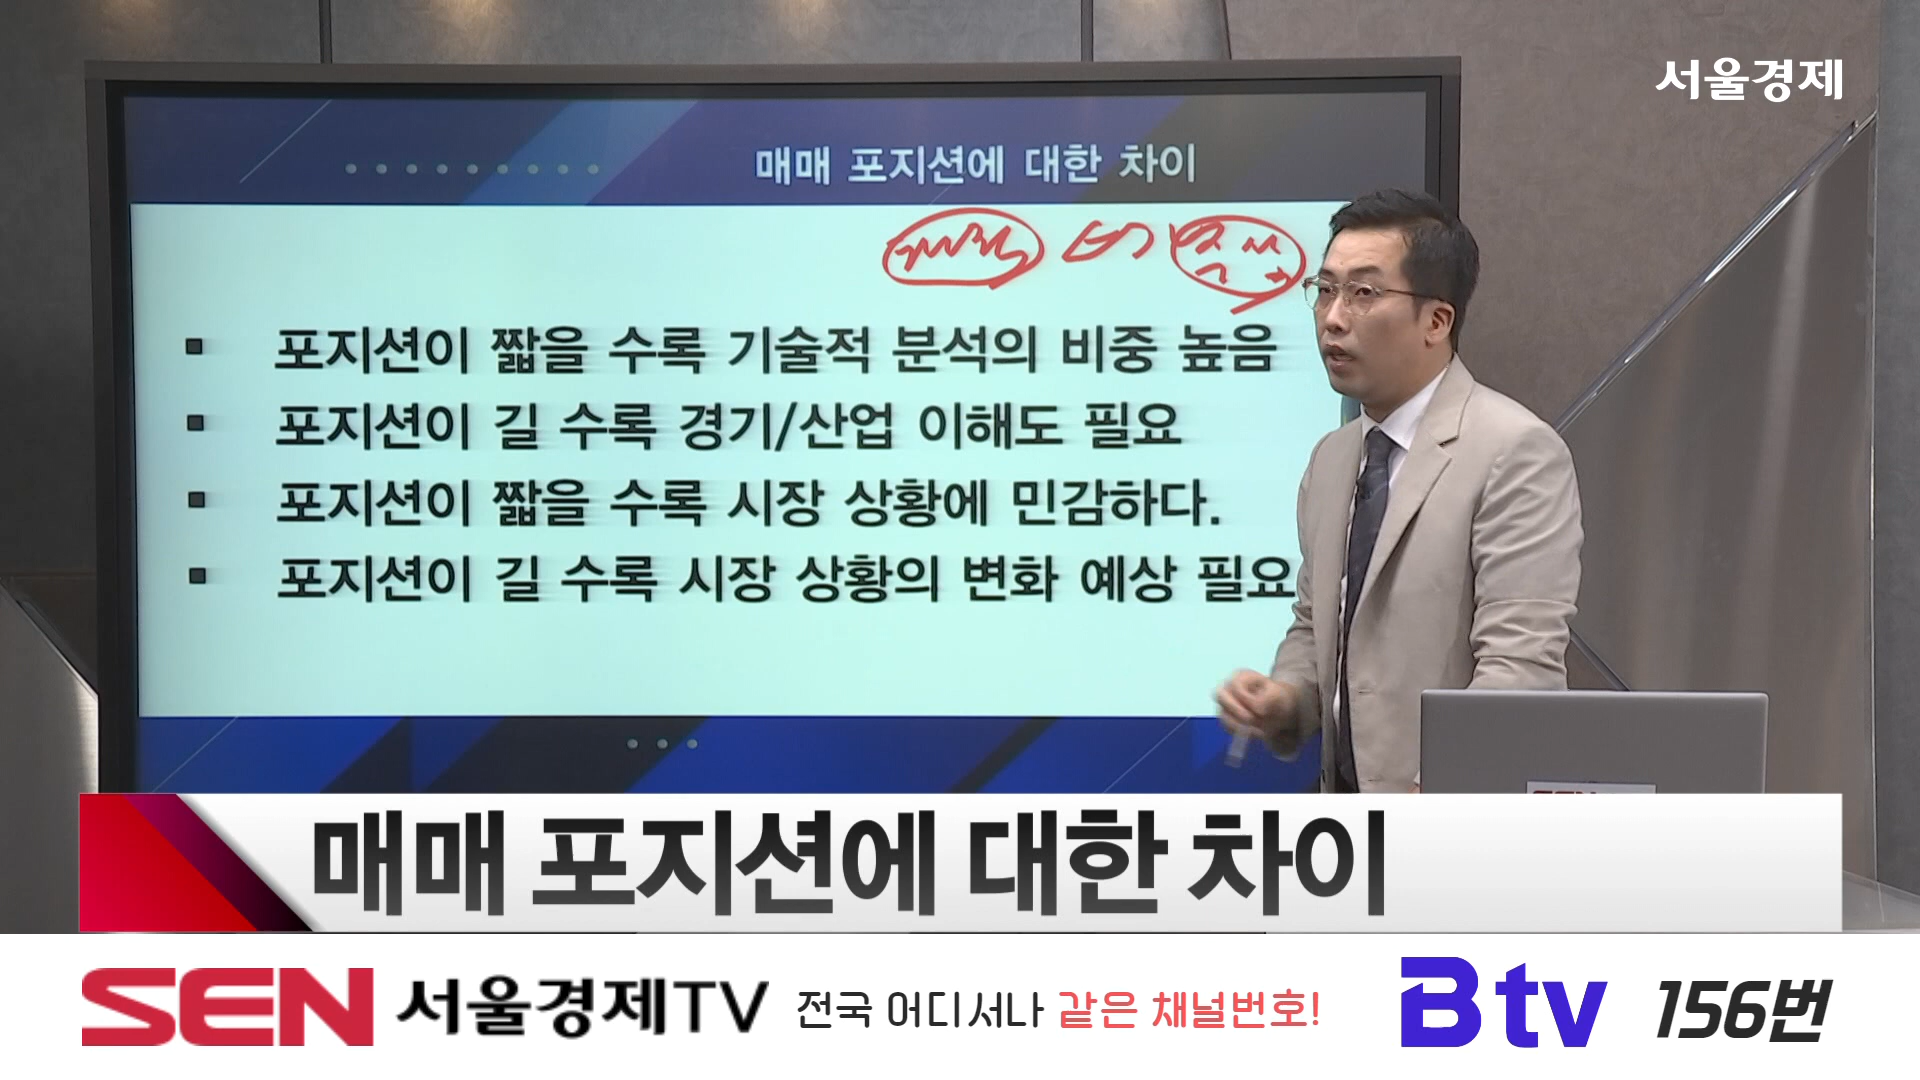 서울경제
매매 포지션에 대한 차이
▪ 포지션이 짧을 수록 기술적 분석의 비중 높음
▪ 포지션이 길 수록 경기/산업 이해도 필요
▪ 포지션이 짧을 수록 시장 상황에 민감하다.
▪ 포지션이 길 수록 시장 상황의 변화 예상 필요
매매 포지션에 대한 차이
SEN 서울경제TV 전국 어디서나 같은 채널번호! B tv 156번